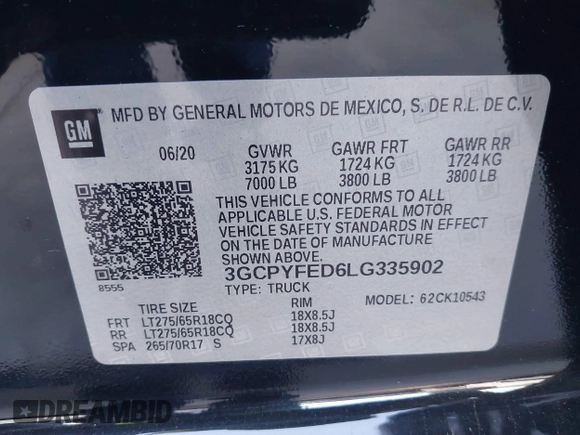 GM
MFD BY GENERAL MOTORS DE MEXICO, S. DE R.L. DE C.V.
06/20 GVWR GAWR FRT GAWR RR
3175 KG 1724 KG 1724 KG
7000 LB 3800 LB 3800 LB
THIS VEHICLE CONFORMS TO ALL
APPLICABLE U.S. FEDERAL MOTOR
VEHICLE SAFETY STANDARDS IN
EFFECT ON THE DATE OF MANUFACTURE
SHOWN ABOVE.
3GCPYFED6LG335902
8555
TYPE: TRUCK MODEL: 62CK10543
TIRE SIZE RIM
FRT LT275/65R18CQ 18X8.5J
RR LT275/65R18CQ 18X8.5J
SPA 265/70R17 S 17X8J
DREAMBID